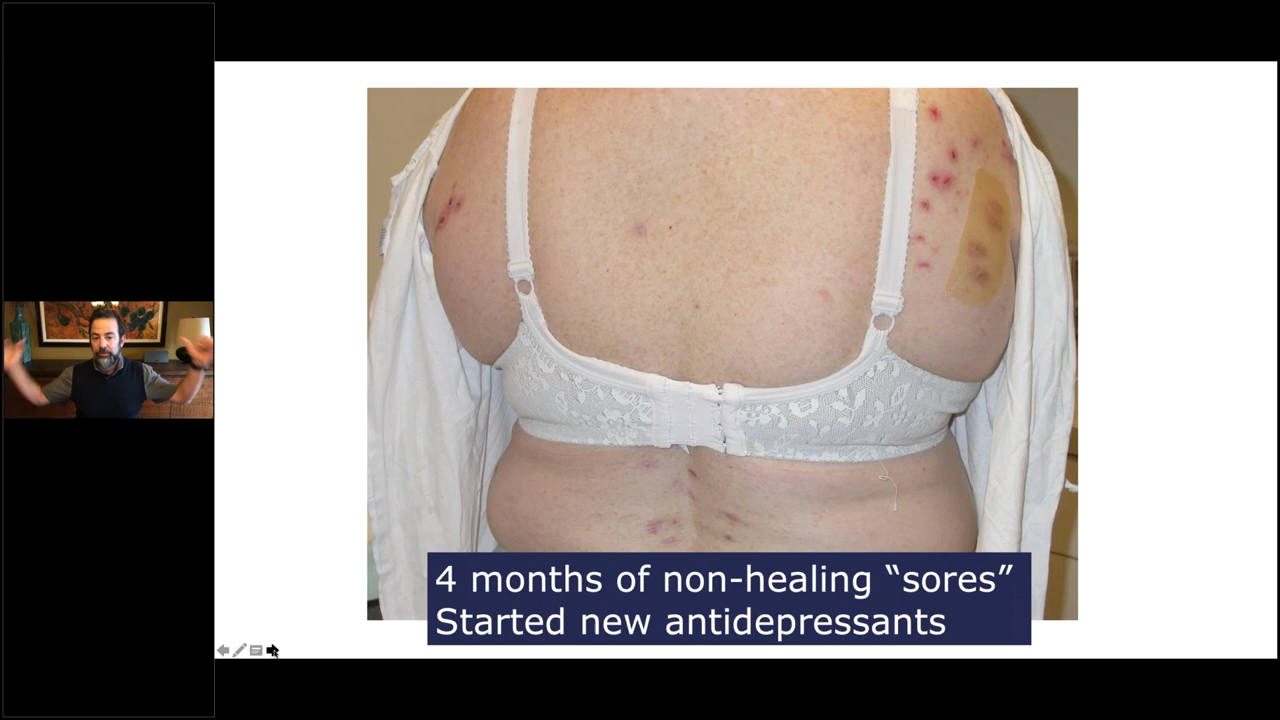 4 months of non-healing “sores”
Started new antidepressants